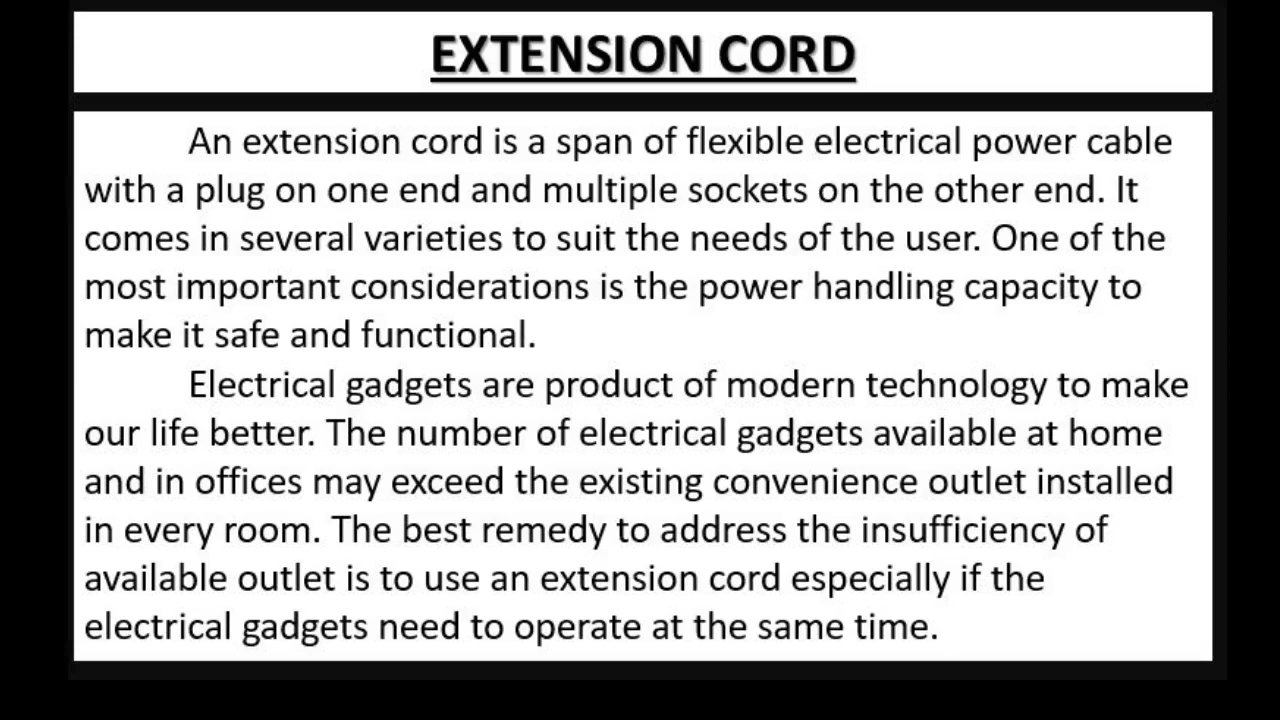 EXTENSION CORD
An extension cord is a span of flexible electrical power cable
with a plug on one end and multiple sockets on the other end. It
comes in several varieties to suit the needs of the user. One of the
most important considerations is the power handling capacity to
make it safe and functional.
Electrical gadgets are product of modern technology to make
our life better. The number of electrical gadgets available at home
and in offices may exceed the existing convenience outlet installed
in every room. The best remedy to address the insufficiency of
available outlet is to use an extension cord especially if the
electrical gadgets need to operate at the same time.